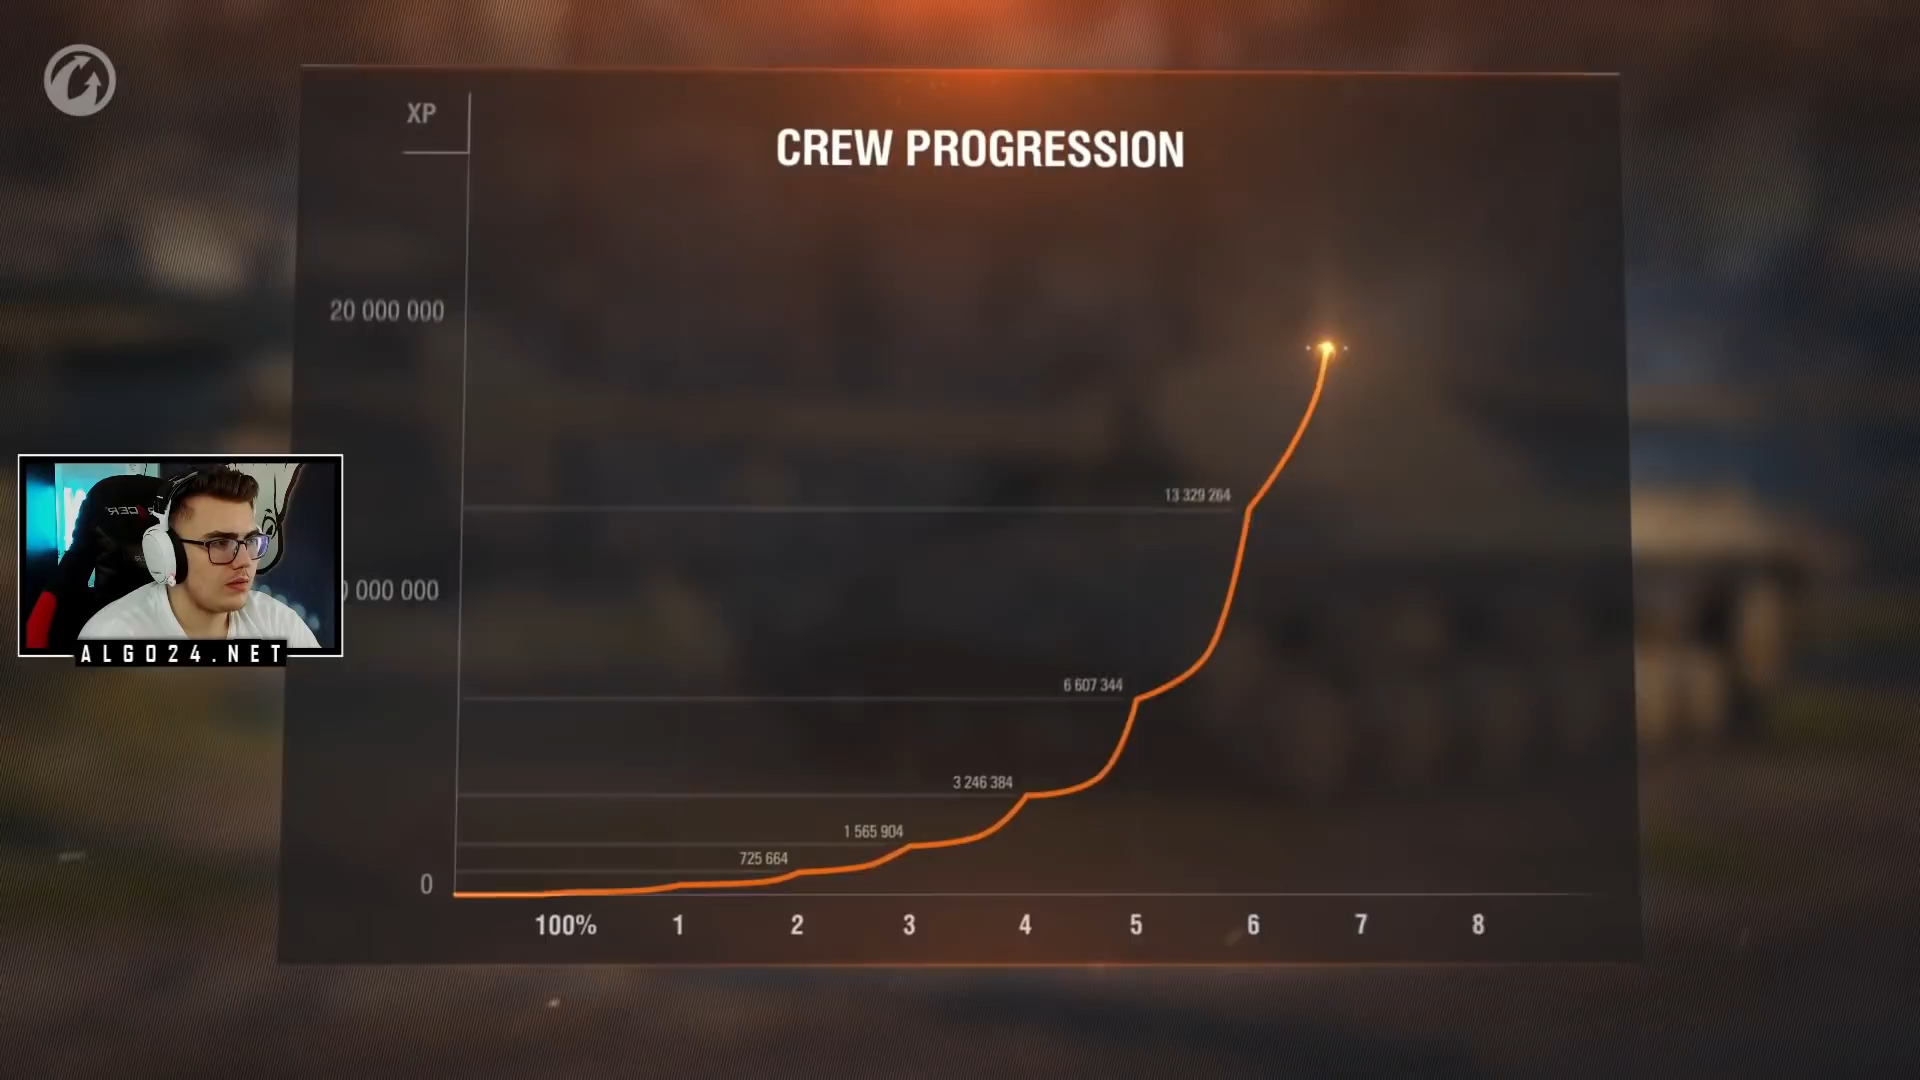 XP
CREW PROGRESSION
20 000 000
13 329 264
0 000 000
6 607 344
3 246 384
1 565 904
725 664
0
100% 1 2 3 4 5 6 7 8
ALGO24.NET